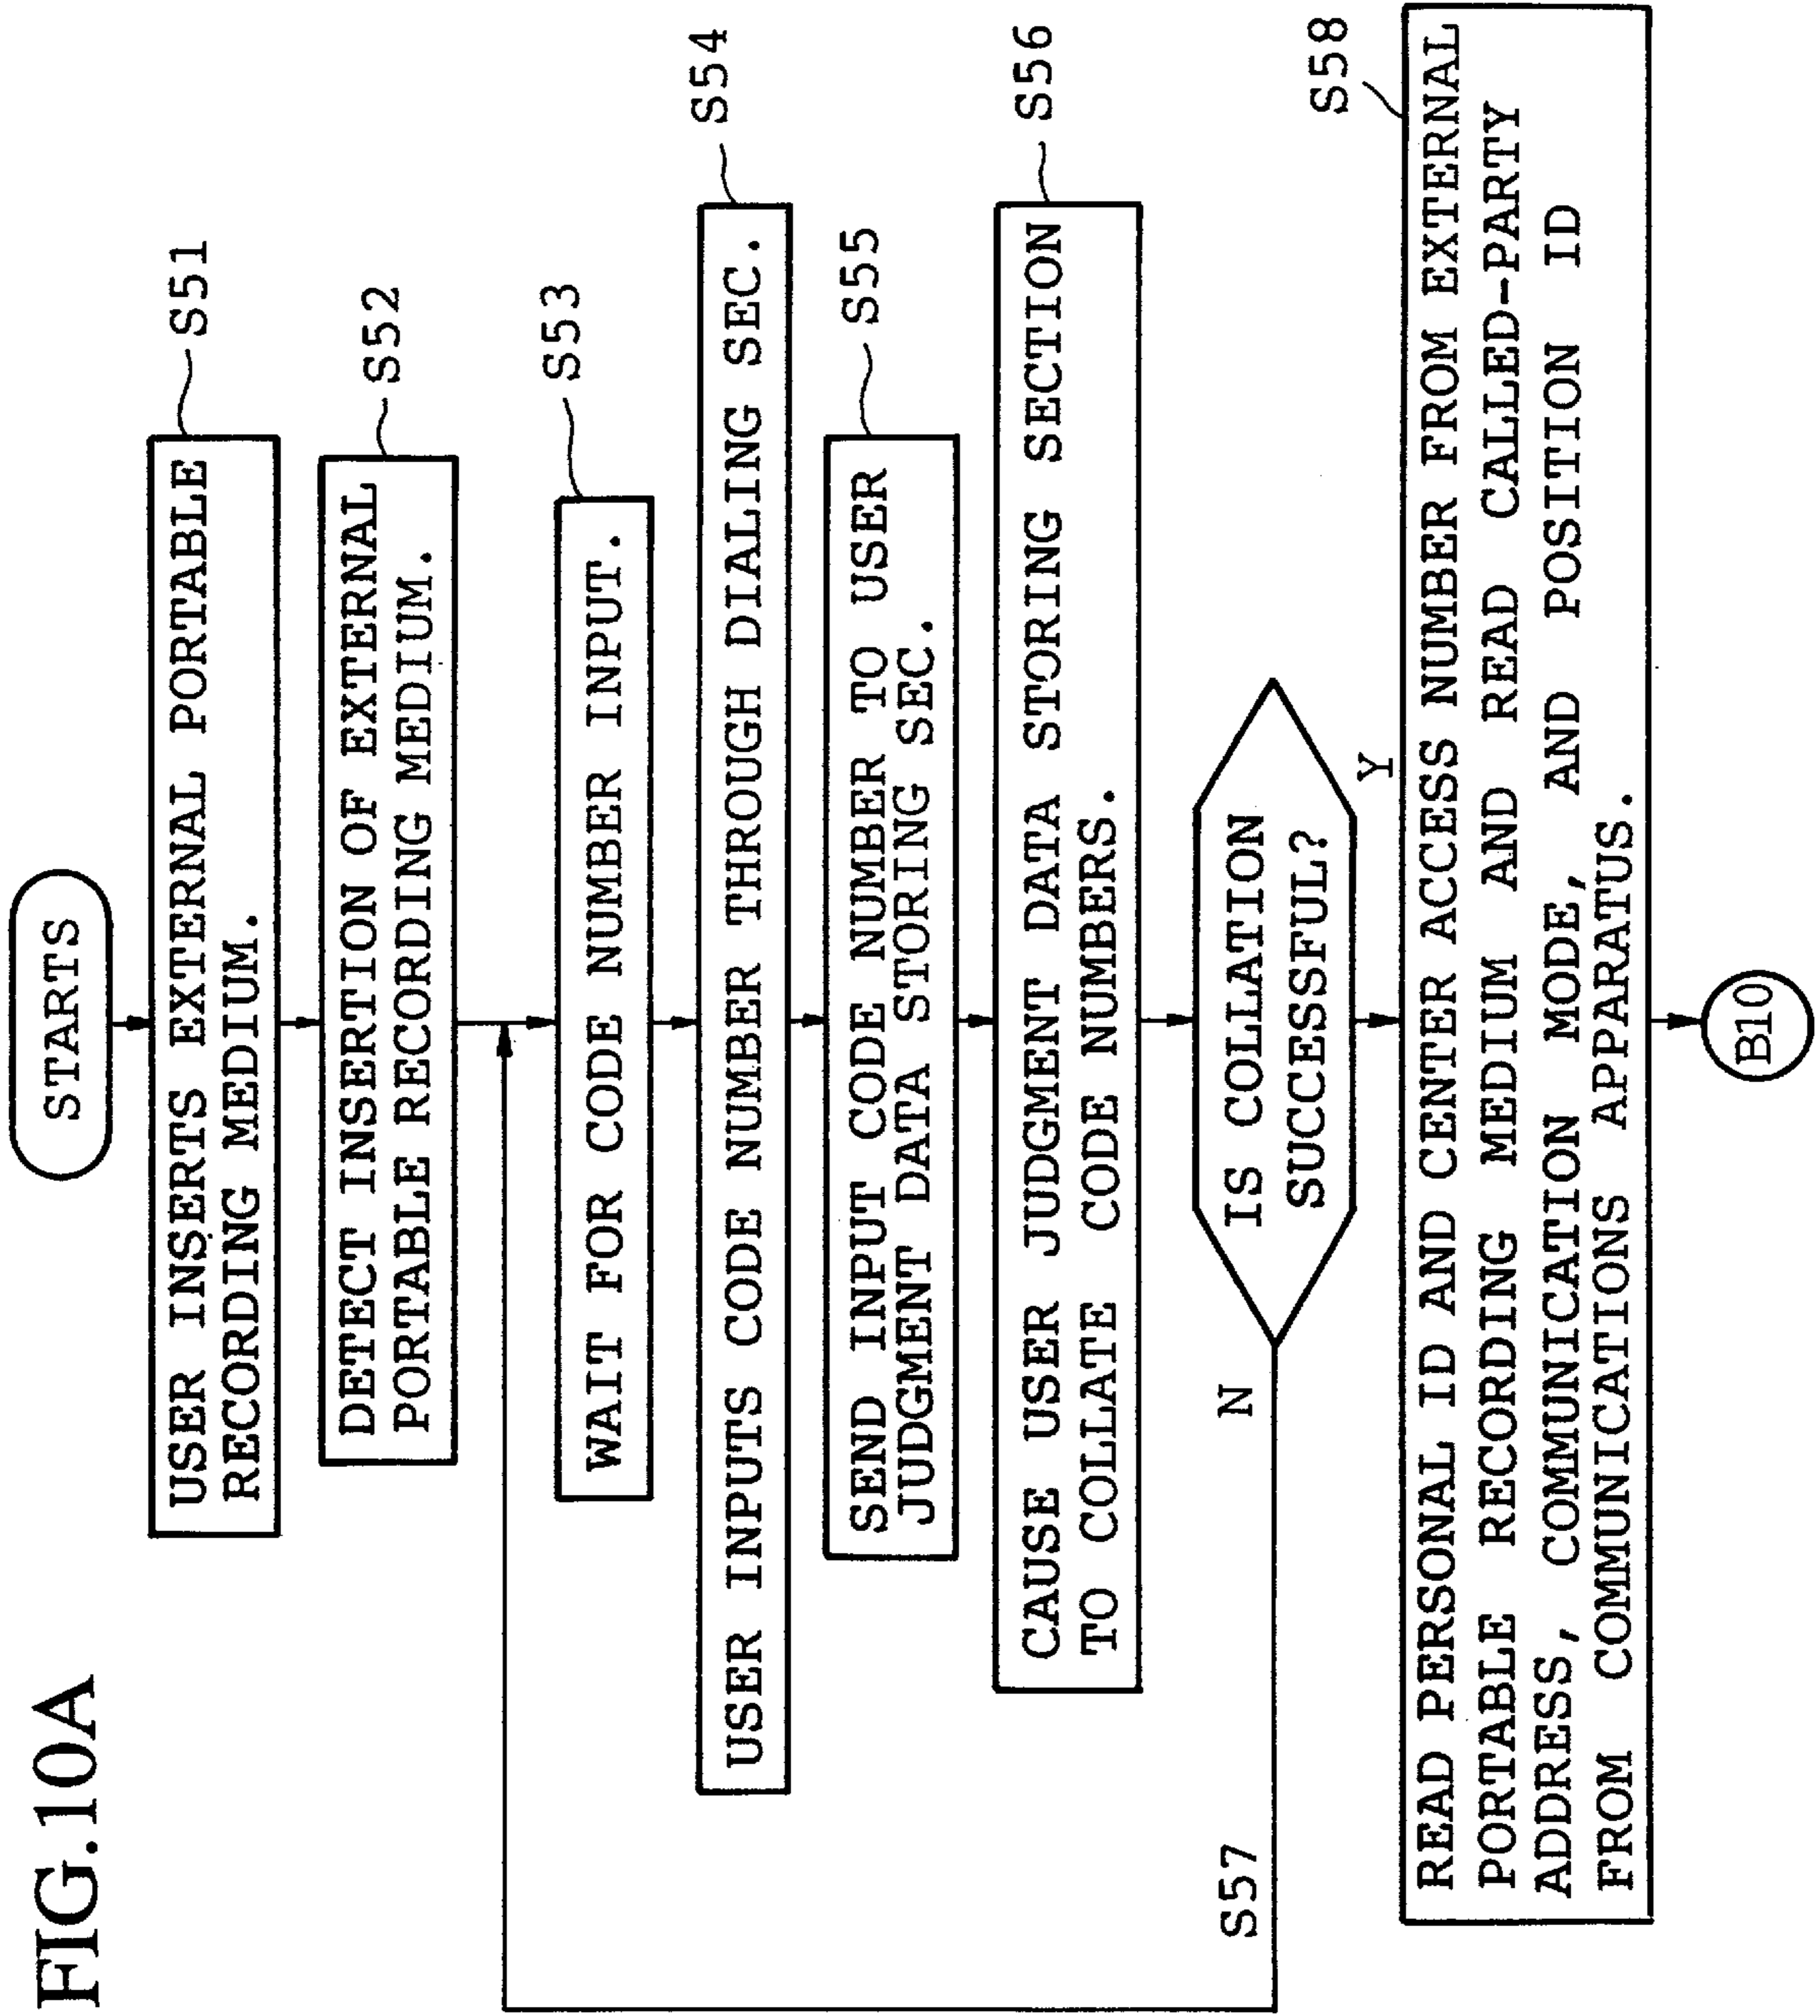 FIG.10A
STARTS
USER INSERTS EXTERNAL PORTABLE
RECORDING MEDIUM.
S51
DETECT INSERTION OF EXTERNAL
PORTABLE RECORDING MEDIUM.
S52
WAIT FOR CODE NUMBER INPUT.
S53
USER INPUTS CODE NUMBER THROUGH DIALING SEC.
S54
SEND INPUT CODE NUMBER TO USER
JUDGMENT DATA STORING SEC.
S55
CAUSE USER JUDGMENT DATA STORING SECTION
TO COLLATE CODE NUMBERS.
S56
IS COLLATION
SUCCESSFUL?
S57
N
Y
S58
READ PERSONAL ID AND CENTER ACCESS NUMBER FROM EXTERNAL
PORTABLE RECORDING MEDIUM AND READ CALLED-PARTY
ADDRESS, COMMUNICATION MODE, AND POSITION ID
FROM COMMUNICATIONS APPARATUS.
B10